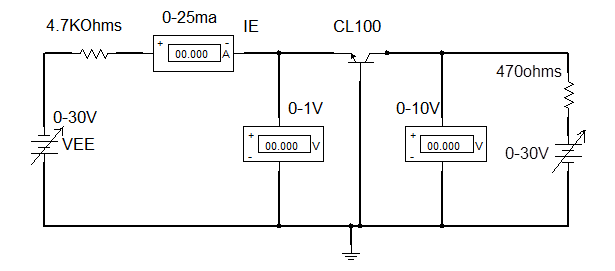 4.7KOhms
0-25ma
IE
CL100
+
-
00.000
A
470ohms
0-30V
VEE
0-1V
0-10V
+
-
00.000
V
+
-
00.000
V
0-30V